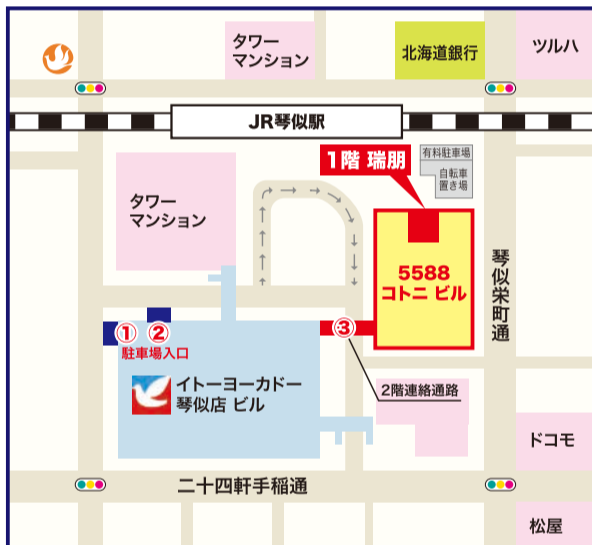 タワー
マンション
北海道銀行
ツルハ
JR琴似駅
1階 瑞朋
有料駐車場
自転車
置き場
タワー
マンション
5588
コトニ ビル
琴似栄町通
①
②
③
駐車場入口
イトーヨーカドー
琴似店 ビル
2階連絡通路
ドコモ
二十四軒手稲通
松屋